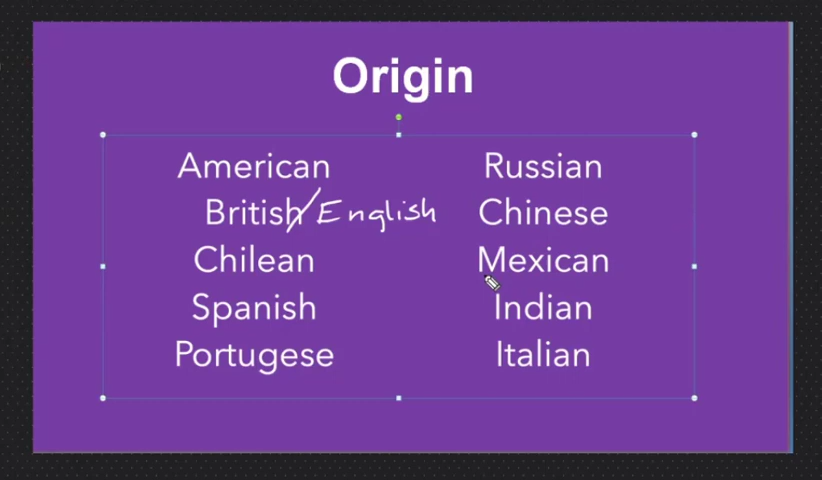 Origin
American
British/English
Chilean
Spanish
Portugese
Russian
Chinese
Mexican
Indian
Italian